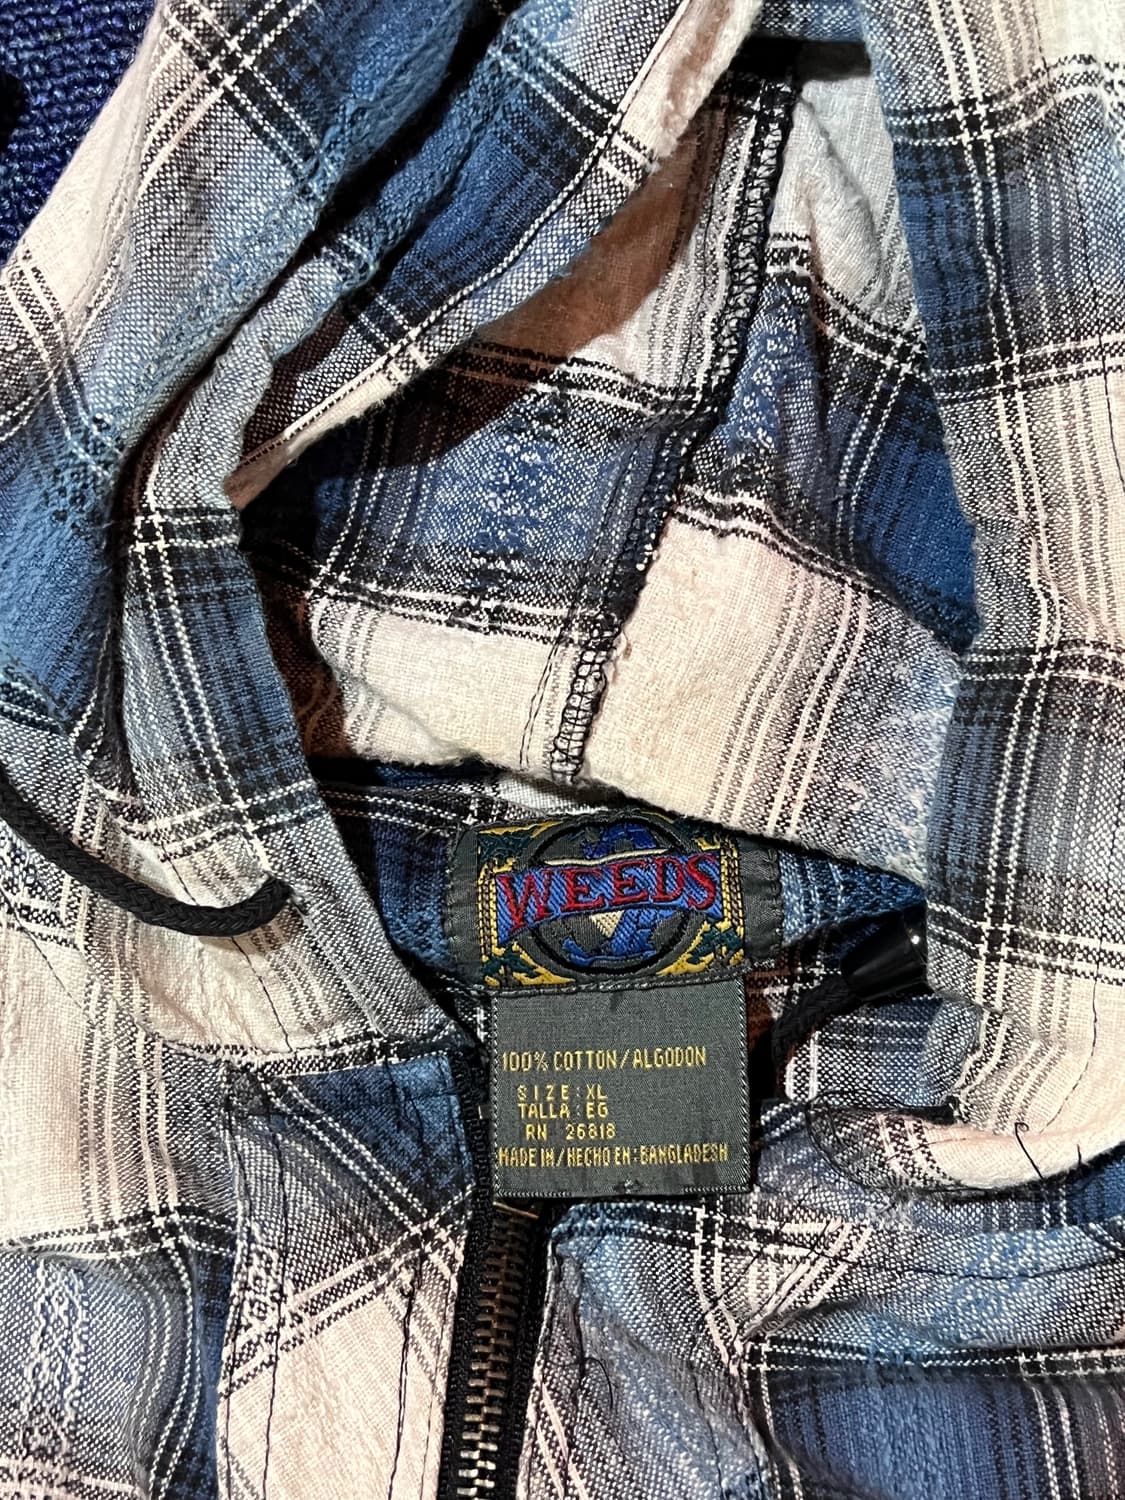 WEEDS
100% COTTON/ALGODON
SIZE: XL
TALLA: EG
RN 26818
MADE IN/HECHO EN: BANGLADESH